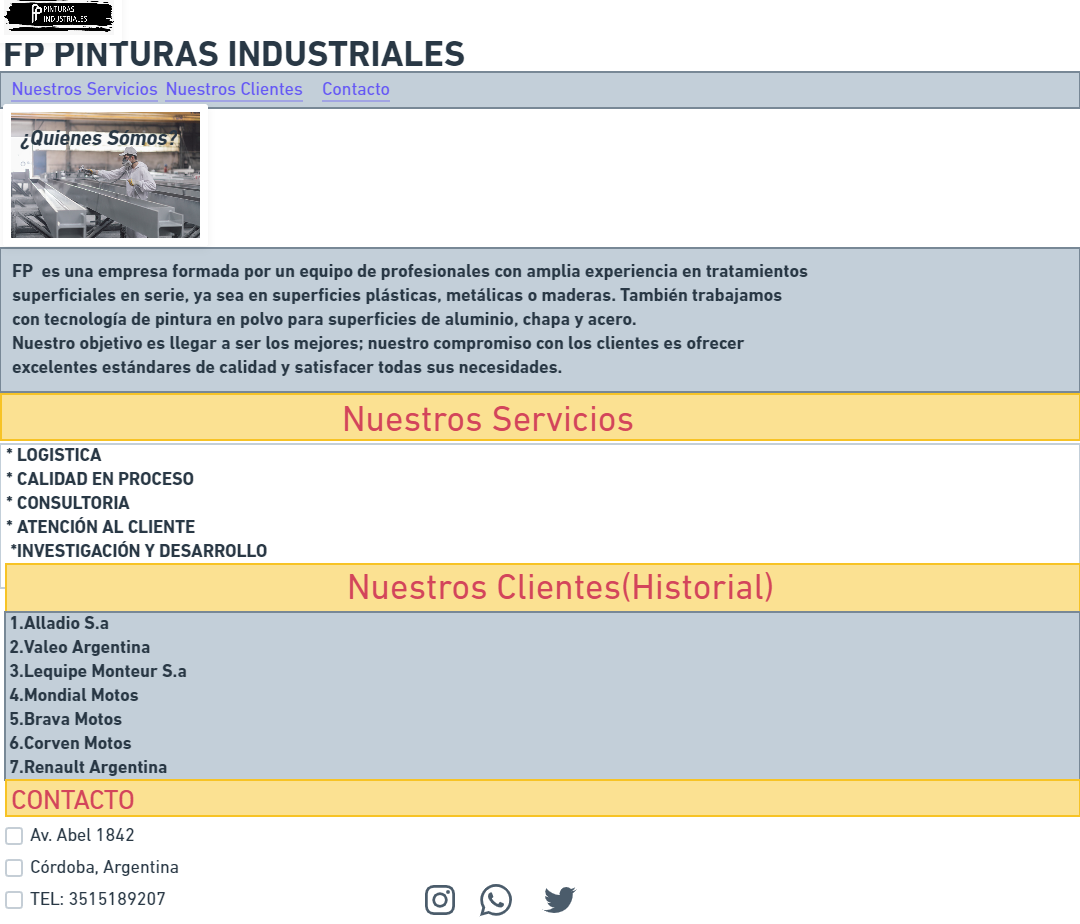 PINTURAS
INDUSTRIALES
FP PINTURAS INDUSTRIALES
Nuestros Servicios Nuestros Clientes Contacto
¿Quienes Sómos?
FP es una empresa formada por un equipo de profesionales con amplia experiencia en tratamientos
superficiales en serie, ya sea en superficies plásticas, metálicas o maderas. También trabajamos
con tecnología de pintura en polvo para superficies de aluminio, chapa y acero.
Nuestro objetivo es llegar a ser los mejores; nuestro compromiso con los clientes es ofrecer
excelentes estándares de calidad y satisfacer todas sus necesidades.
Nuestros Servicios
* LOGISTICA
* CALIDAD EN PROCESO
* CONSULTORIA
* ATENCIÓN AL CLIENTE
*INVESTIGACIÓN Y DESARROLLO
Nuestros Clientes(Historial)
1.Alladio S.a
2.Valeo Argentina
3.Lequipe Monteur S.a
4.Mondial Motos
5.Brava Motos
6.Corven Motos
7.Renault Argentina
CONTACTO
Av. Abel 1842
Córdoba, Argentina
TEL: 3515189207